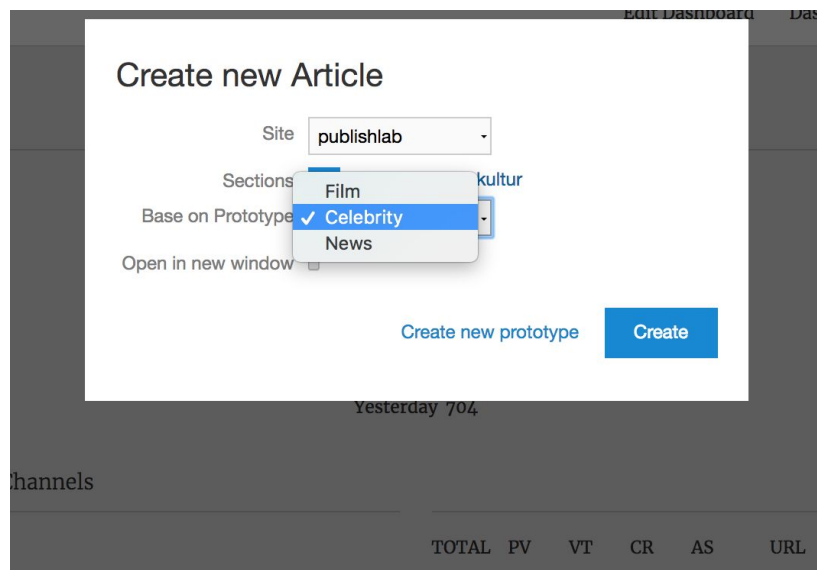 Edit Dashboard
Create new Article
Site publishlab
Sections kultur
Film
Base on Prototype ✓ Celebrity
News
Open in new window
Create new prototype Create
Yesterday 704
hannels
TOTAL PV VT CR AS URL